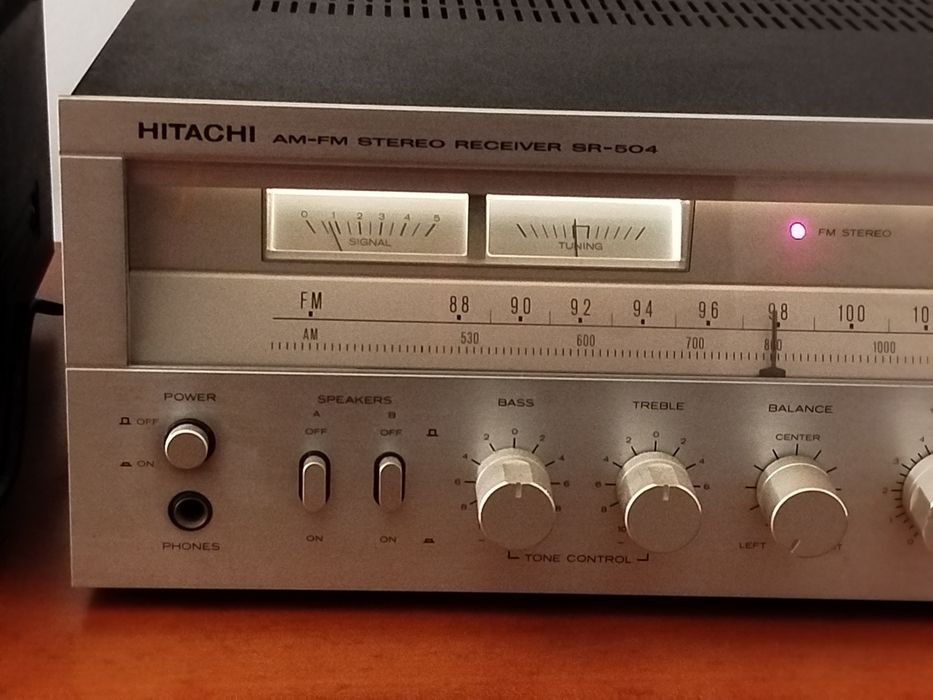 HITACHI AM-FM STEREO RECEIVER SR-504
0 1 2 3 4 5
SIGNAL
TUNING
FM STEREO
FM 88 90 92 94 96 98 100
AM 530 600 700 800 1000
POWER
OFF
ON
PHONES
SPEAKERS
A B
OFF OFF
ON ON
BASS
2 0 2
4 4
6 6
8 8
TREBLE
2 0 2
4 4
6 6
8
TONE CONTROL
BALANCE
CENTER
LEFT